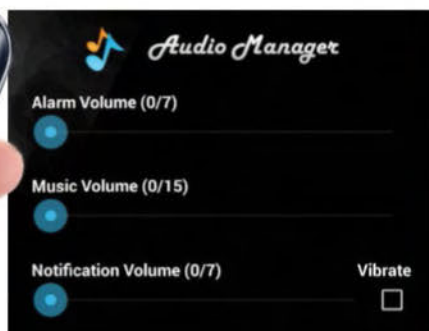 Audio Manager
Alarm Volume (0/7)
Music Volume (0/15)
Notification Volume (0/7) Vibrate